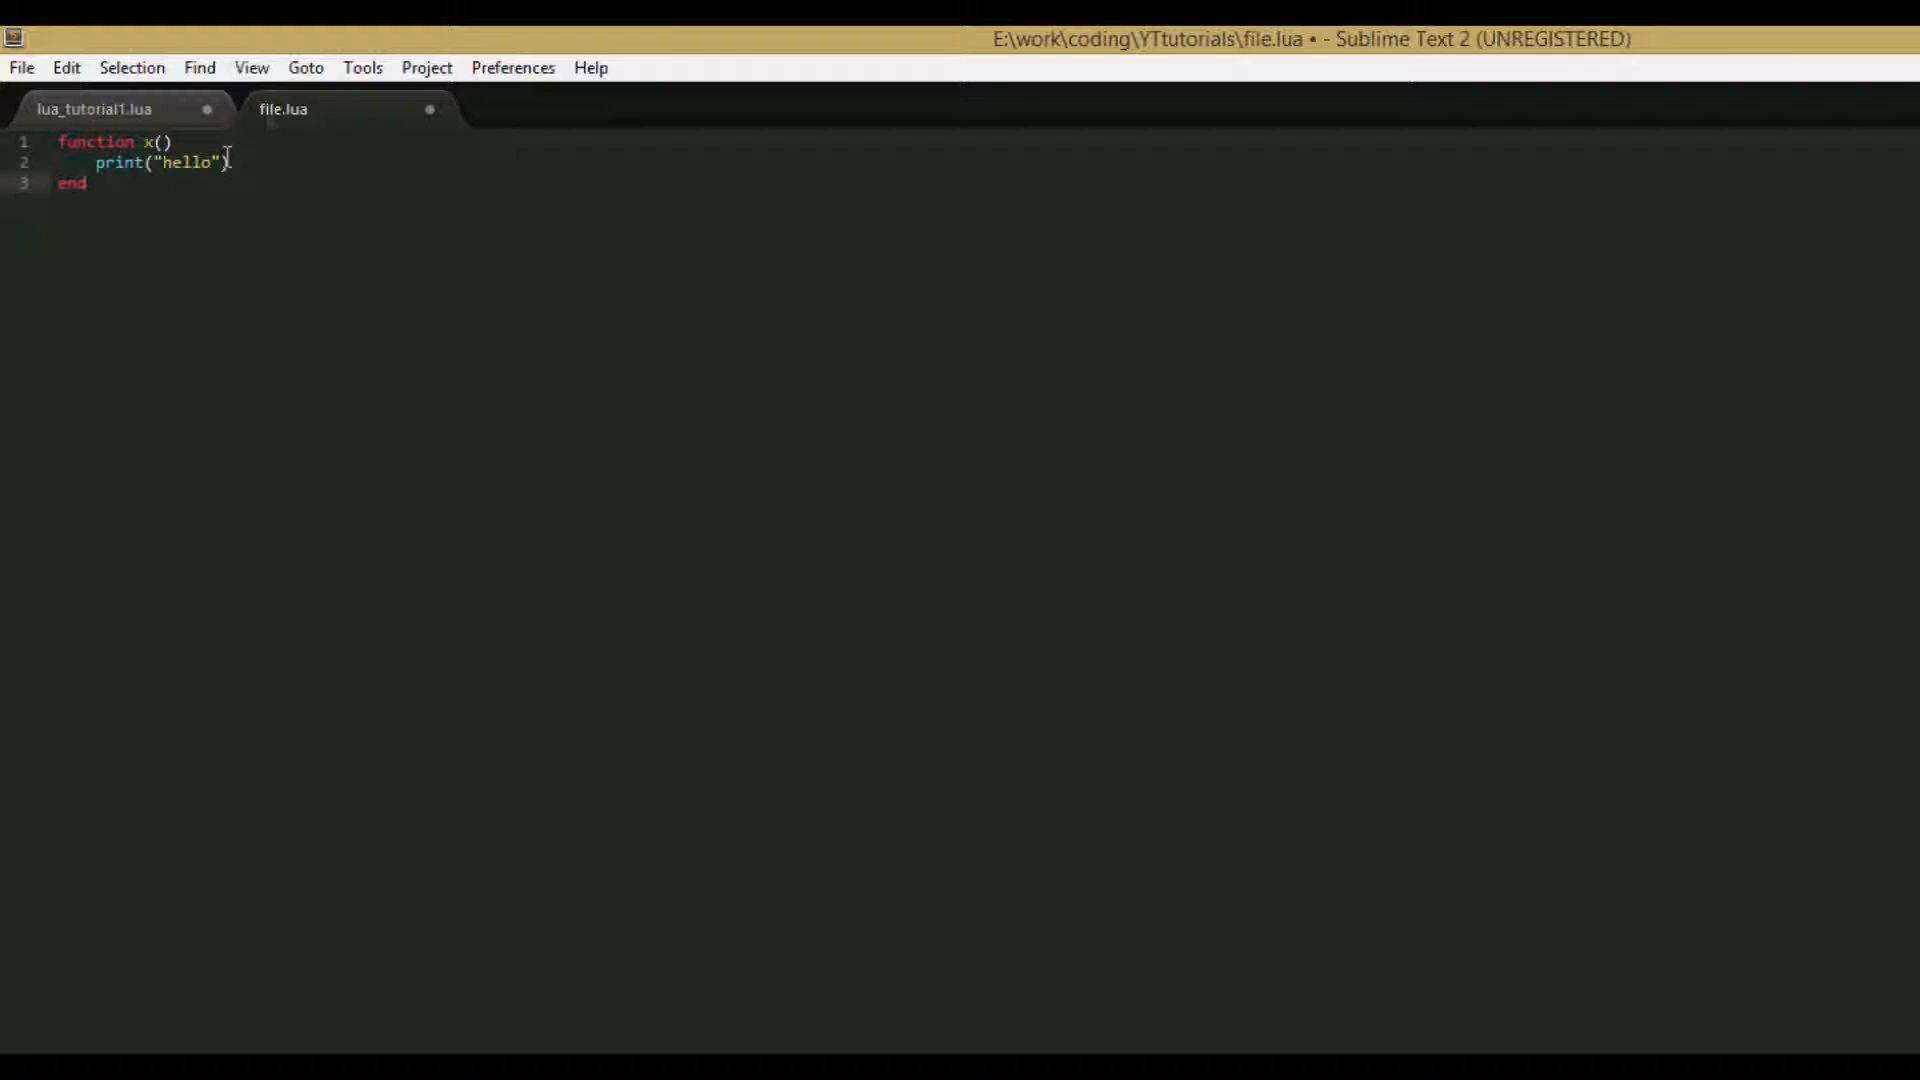 E:\work\coding\YTtutorials\file.lua • - Sublime Text 2 (UNREGISTERED)
File Edit Selection Find View Goto Tools Project Preferences Help
lua_tutorial1.lua file.lua
1 function x()
2 print("hello")
3 end